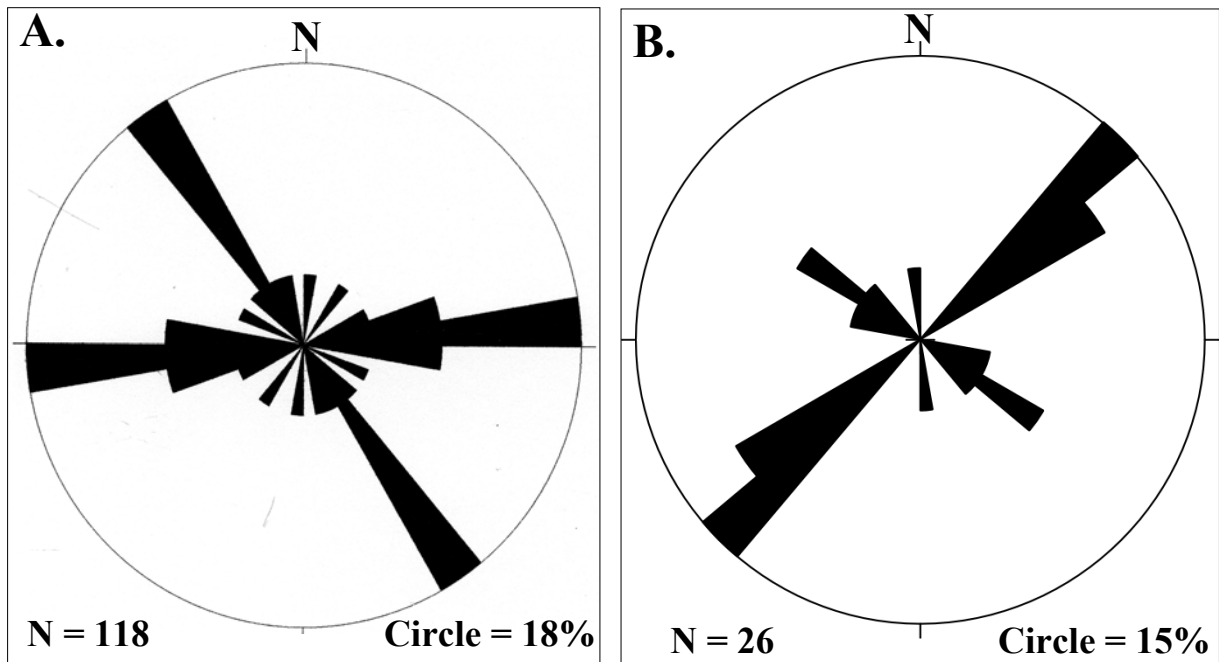 A.
N
N = 118
Circle = 18%
B.
N
N = 26
Circle = 15%